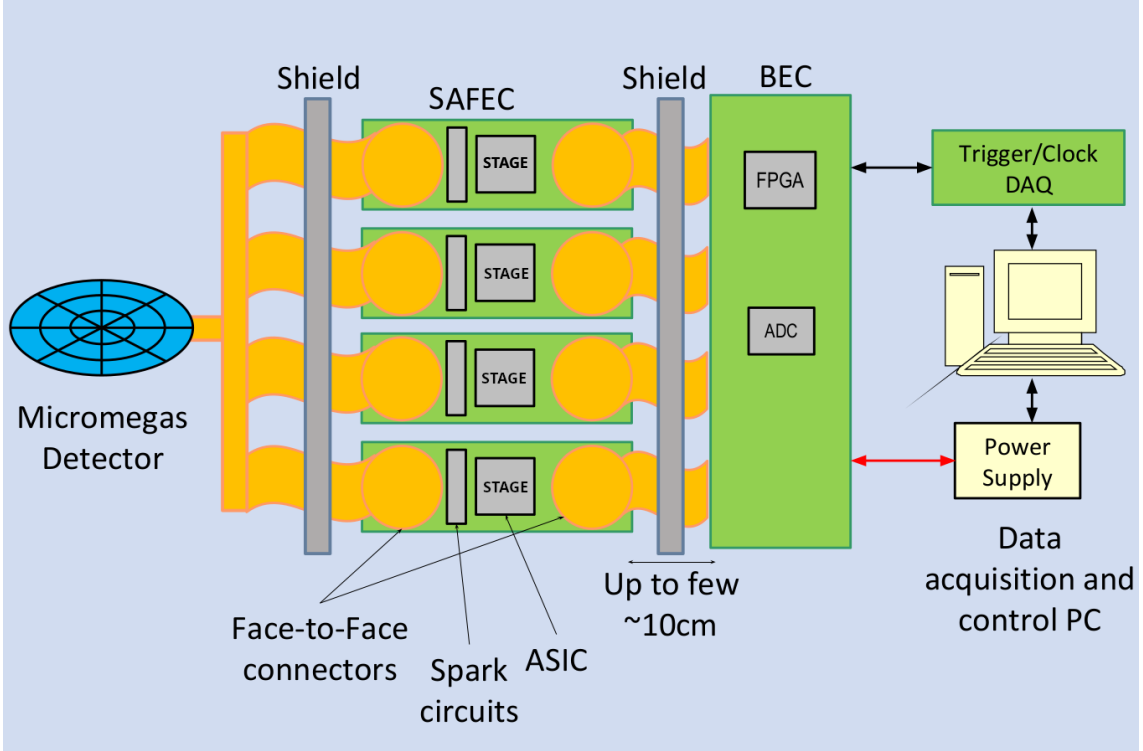 Shield
SAFEC
Shield
BEC
STAGE
FPGA
Trigger/Clock
DAQ
STAGE
ADC
STAGE
Micromegas
Detector
STAGE
Power
Supply
Data
acquisition and
control PC
Up to few
~10cm
Face-to-Face
connectors
Spark
circuits
ASIC